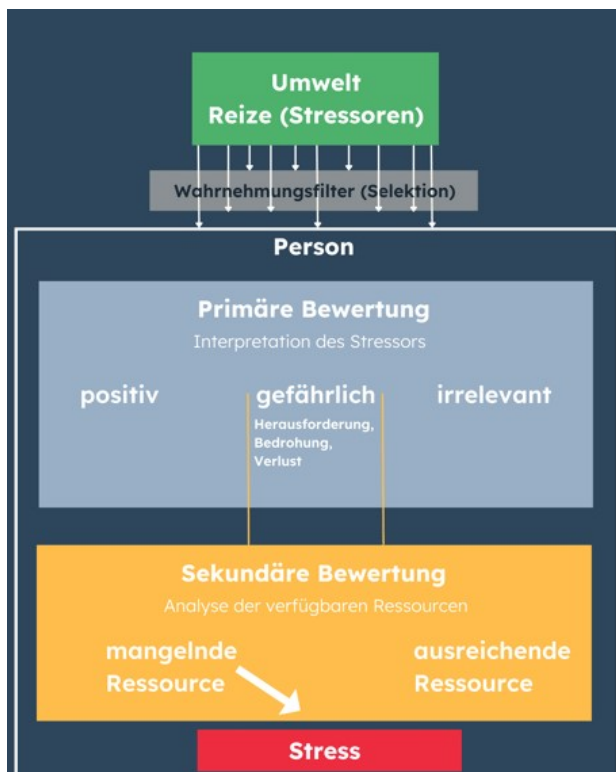 Umwelt
Reize (Stressoren)
Wahrnehmungsfilter (Selektion)
Person
Primäre Bewertung
Interpretation des Stressors
positiv
gefährlich
irrelevant
Herausforderung,
Bedrohung,
Verlust
Sekundäre Bewertung
Analyse der verfügbaren Ressourcen
mangelnde
Ressource
ausreichende
Ressource
Stress